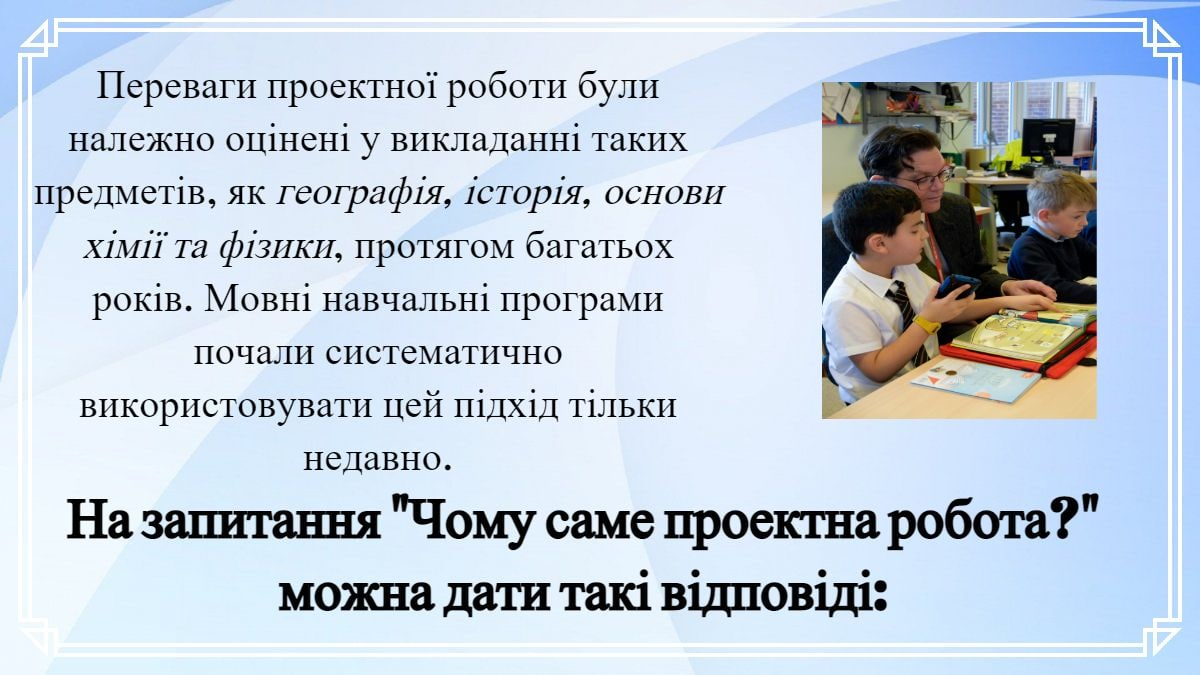 Переваги проектної роботи були
належно оцінені у викладанні таких
предметів, як географія, історія, основи
хімії та фізики, протягом багатьох
років. Мовні навчальні програми
почали систематично
використовувати цей підхід тільки
недавно.
На запитання "Чому саме проектна робота?"
можна дати такі відповіді: